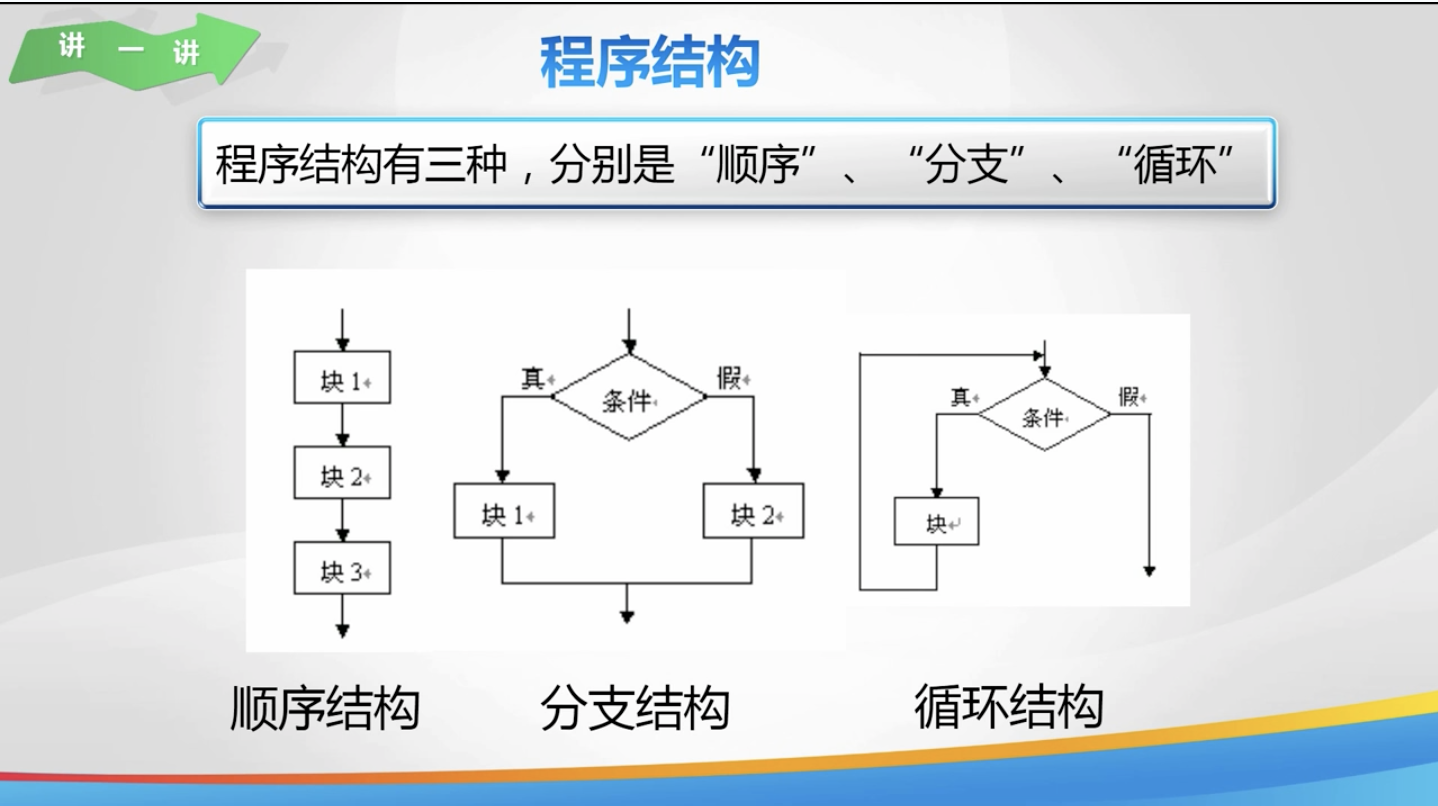 讲一讲
程序结构
程序结构有三种，分别是“顺序”、“分支”、“循环”
块1
块2
块3
真
条件
假
块1
块2
真
条件
假
块
顺序结构
分支结构
循环结构